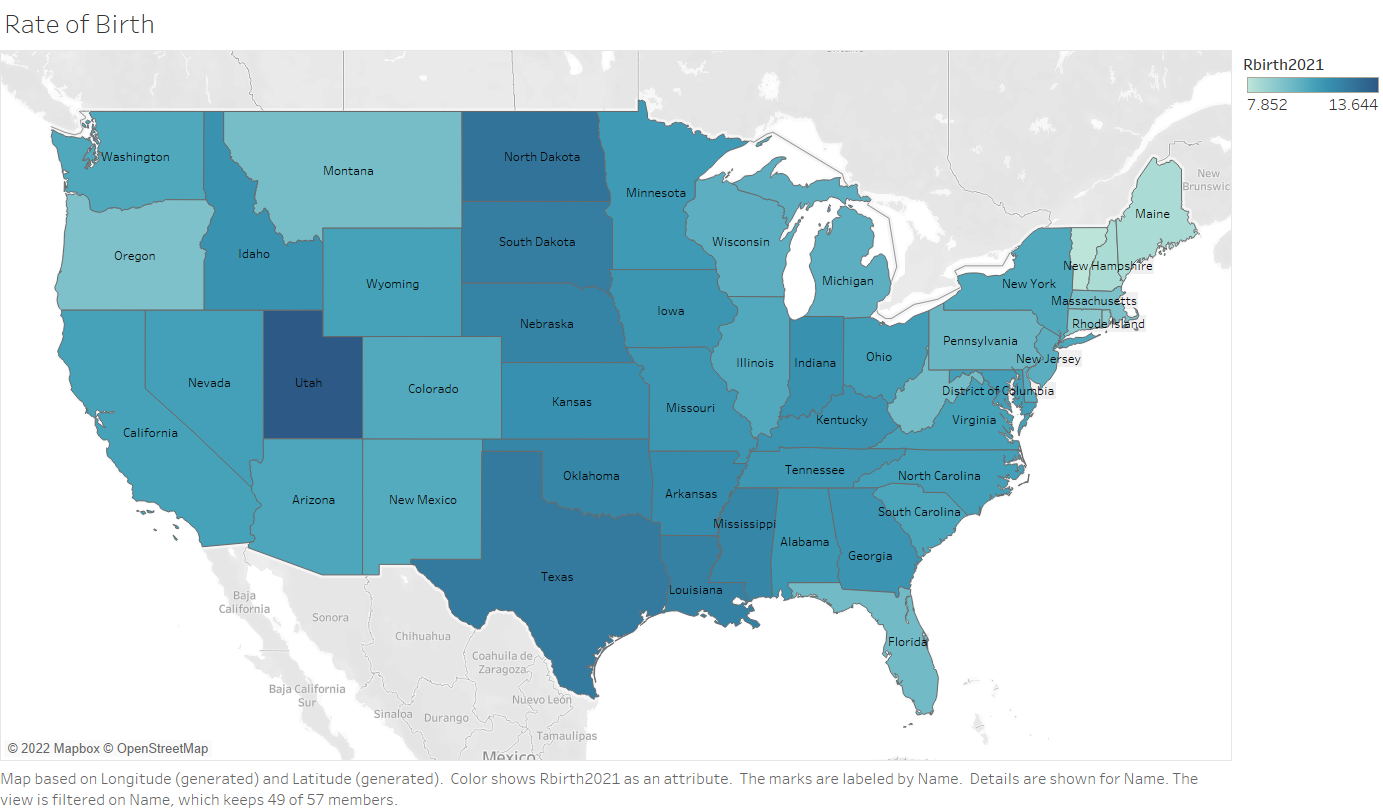 Rate of Birth
Rbirth2021
7.852 13.644
Washington
Montana
North Dakota
Minnesota
New
Brunswic
Maine
Oregon
Idaho
South Dakota
Wisconsin
New Hampshire
Wyoming
Michigan
New York
Massachusetts
Nebraska
Iowa
Rhode Island
Pennsylvania
Nevada
Utah
Colorado
Illinois
Indiana
Ohio
New Jersey
District of Columbia
Kansas
Missouri
Kentucky
Virginia
California
Arizona
New Mexico
Oklahoma
Arkansas
Tennessee
North Carolina
South Carolina
Mississippi
Alabama
Georgia
Texas
Louisiana
Florida
Baja
California
Sonora
Chihuahua
Coahuila de
Zaragoza
Baja California
Sur
Nuevo León
Sinaloa
Durango
Tamaulipas
México
© 2022 Mapbox © OpenStreetMap
Map based on Longitude (generated) and Latitude (generated). Color shows Rbirth2021 as an attribute. The marks are labeled by Name. Details are shown for Name. The
view is filtered on Name, which keeps 49 of 57 members.